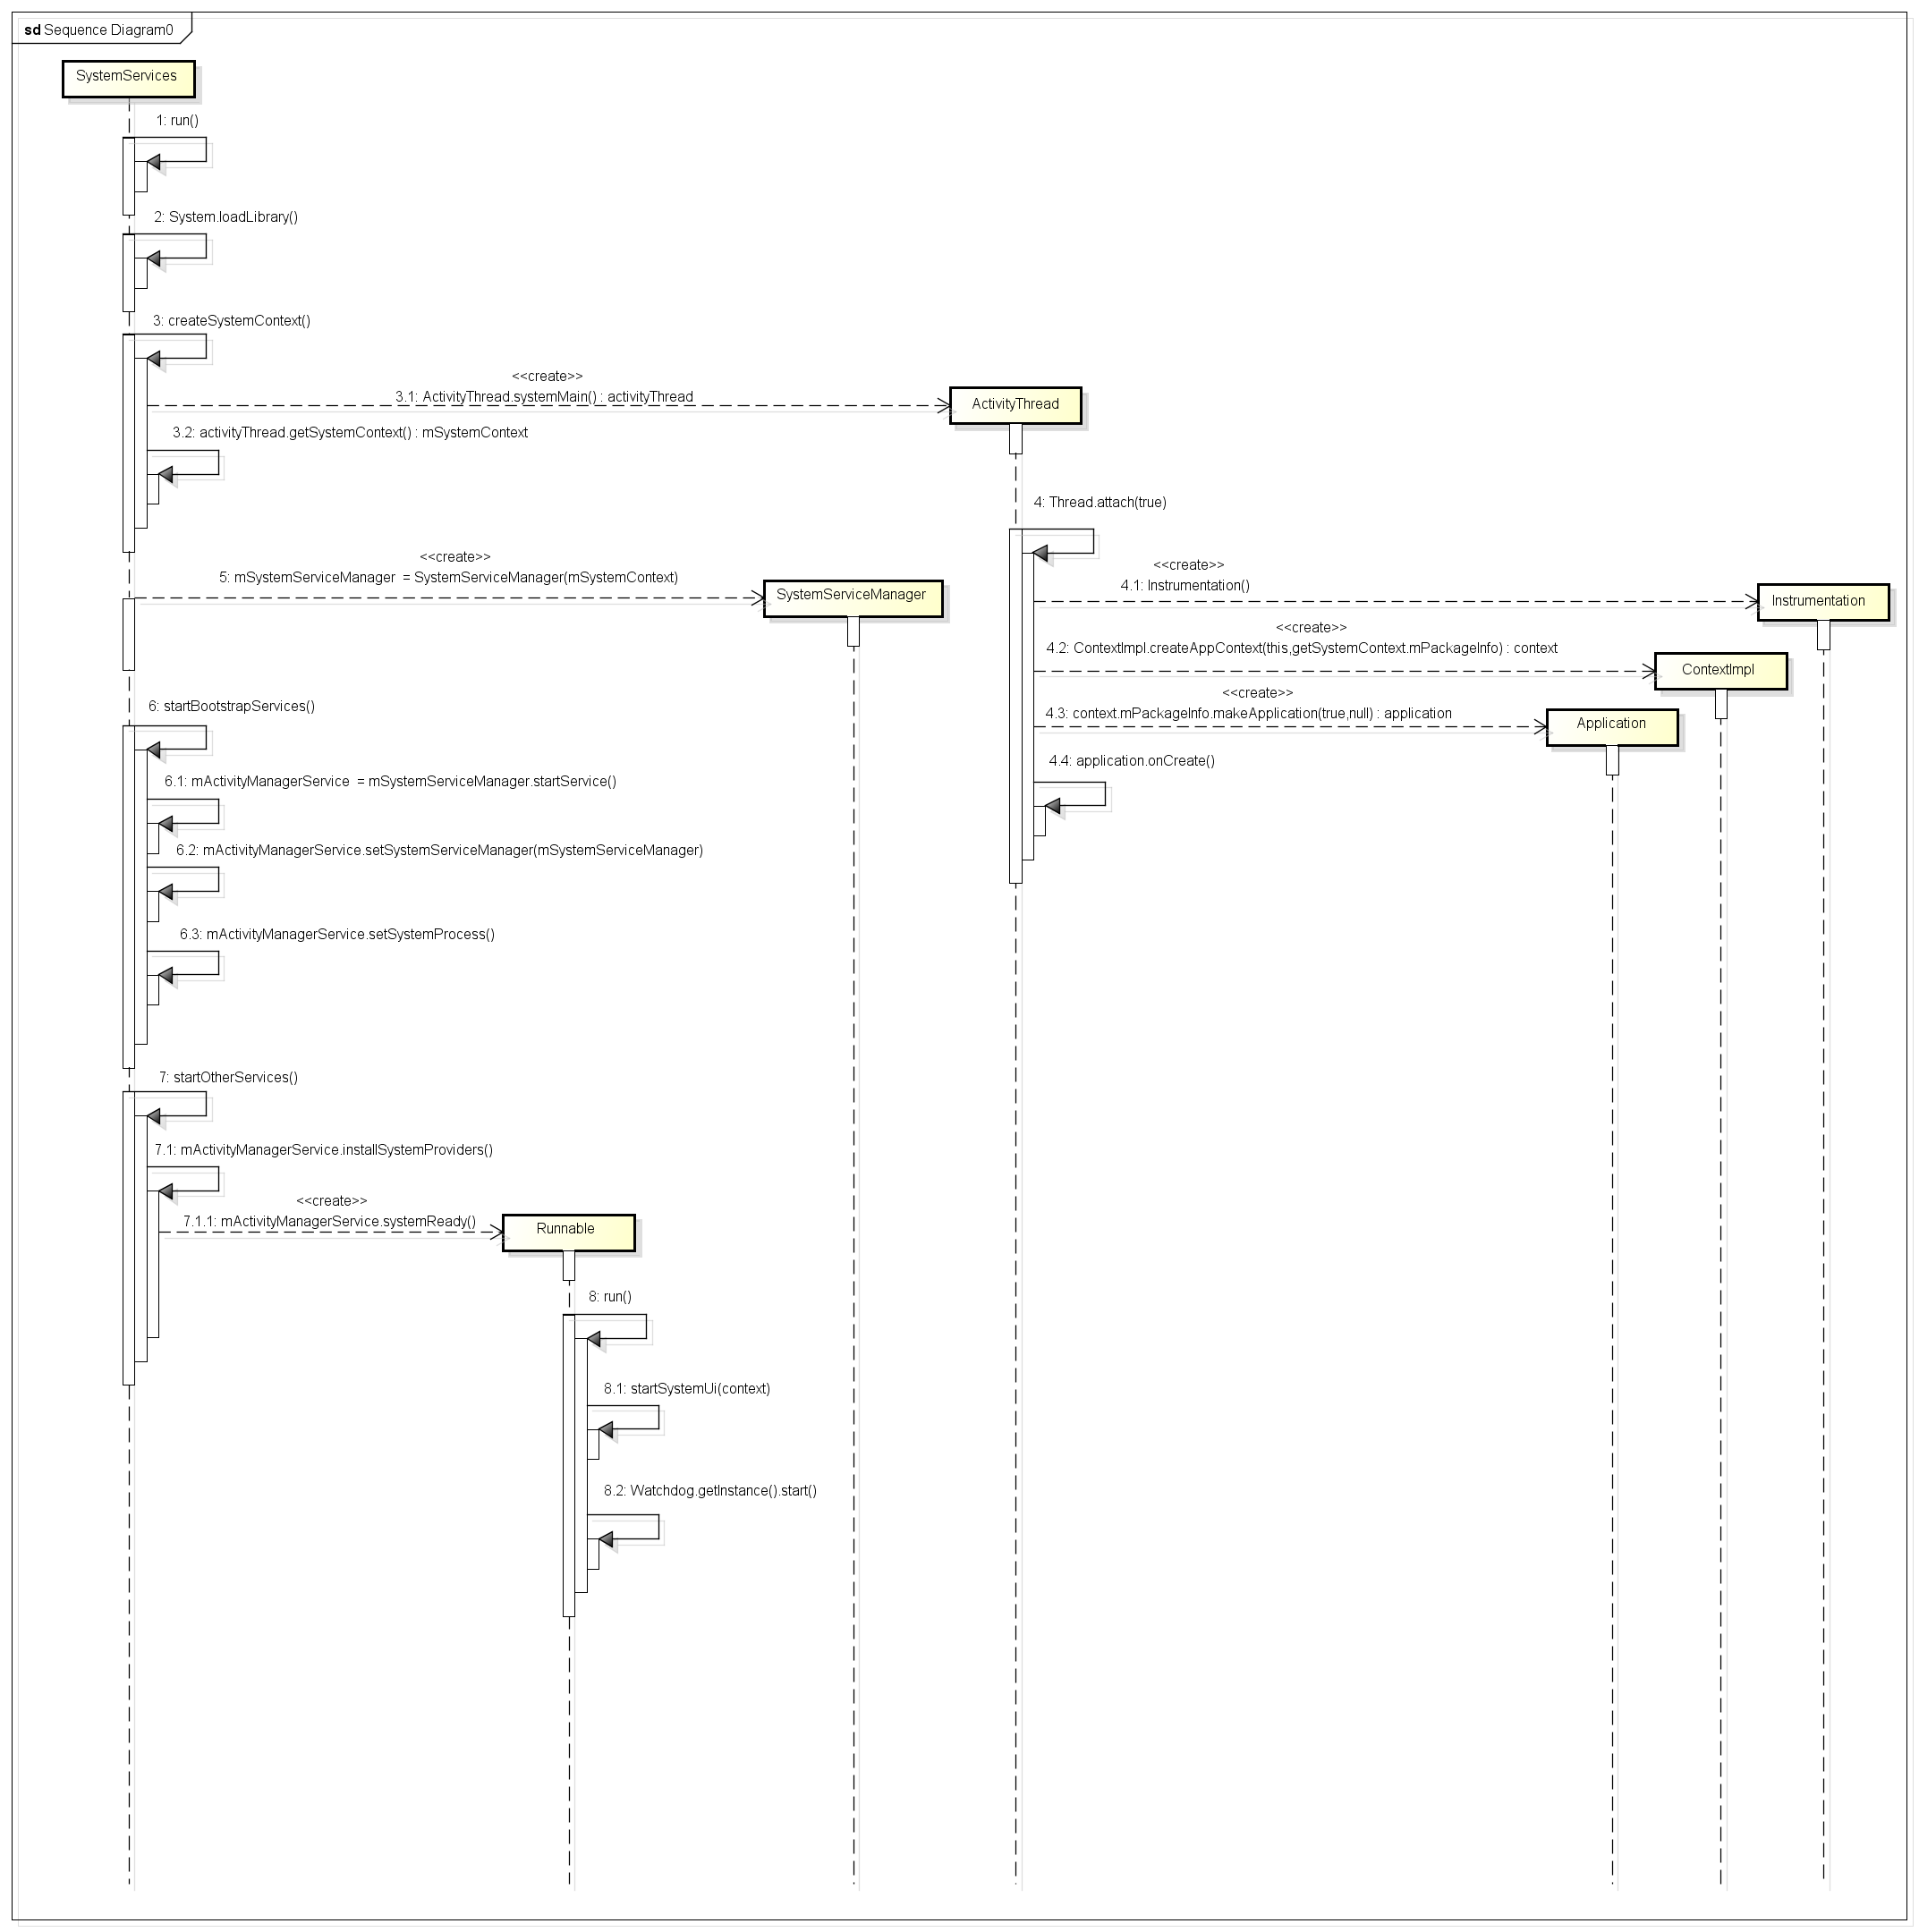 sd Sequence Diagram0
SystemServices
1: run()
2: System.loadLibrary()
3: createSystemContext()
<<create>>
3.1: ActivityThread.systemMain() : activityThread
ActivityThread
3.2: activityThread.getSystemContext() : mSystemContext
4: Thread.attach(true)
<<create>>
5: mSystemServiceManager = SystemServiceManager(mSystemContext)
SystemServiceManager
<<create>>
4.1: Instrumentation()
Instrumentation
<<create>>
4.2: ContextImpl.createAppContext(this,getSystemContext.mPackageInfo) : context
ContextImpl
<<create>>
4.3: context.mPackageInfo.makeApplication(true,null) : application
Application
4.4: application.onCreate()
6: startBootstrapServices()
6.1: mActivityManagerService = mSystemServiceManager.startService()
6.2: mActivityManagerService.setSystemServiceManager(mSystemServiceManager)
6.3: mActivityManagerService.setSystemProcess()
7: startOtherServices()
7.1: mActivityManagerService.installSystemProviders()
<<create>>
7.1.1: mActivityManagerService.systemReady()
Runnable
8: run()
8.1: startSystemUi(context)
8.2: Watchdog.getInstance().start()